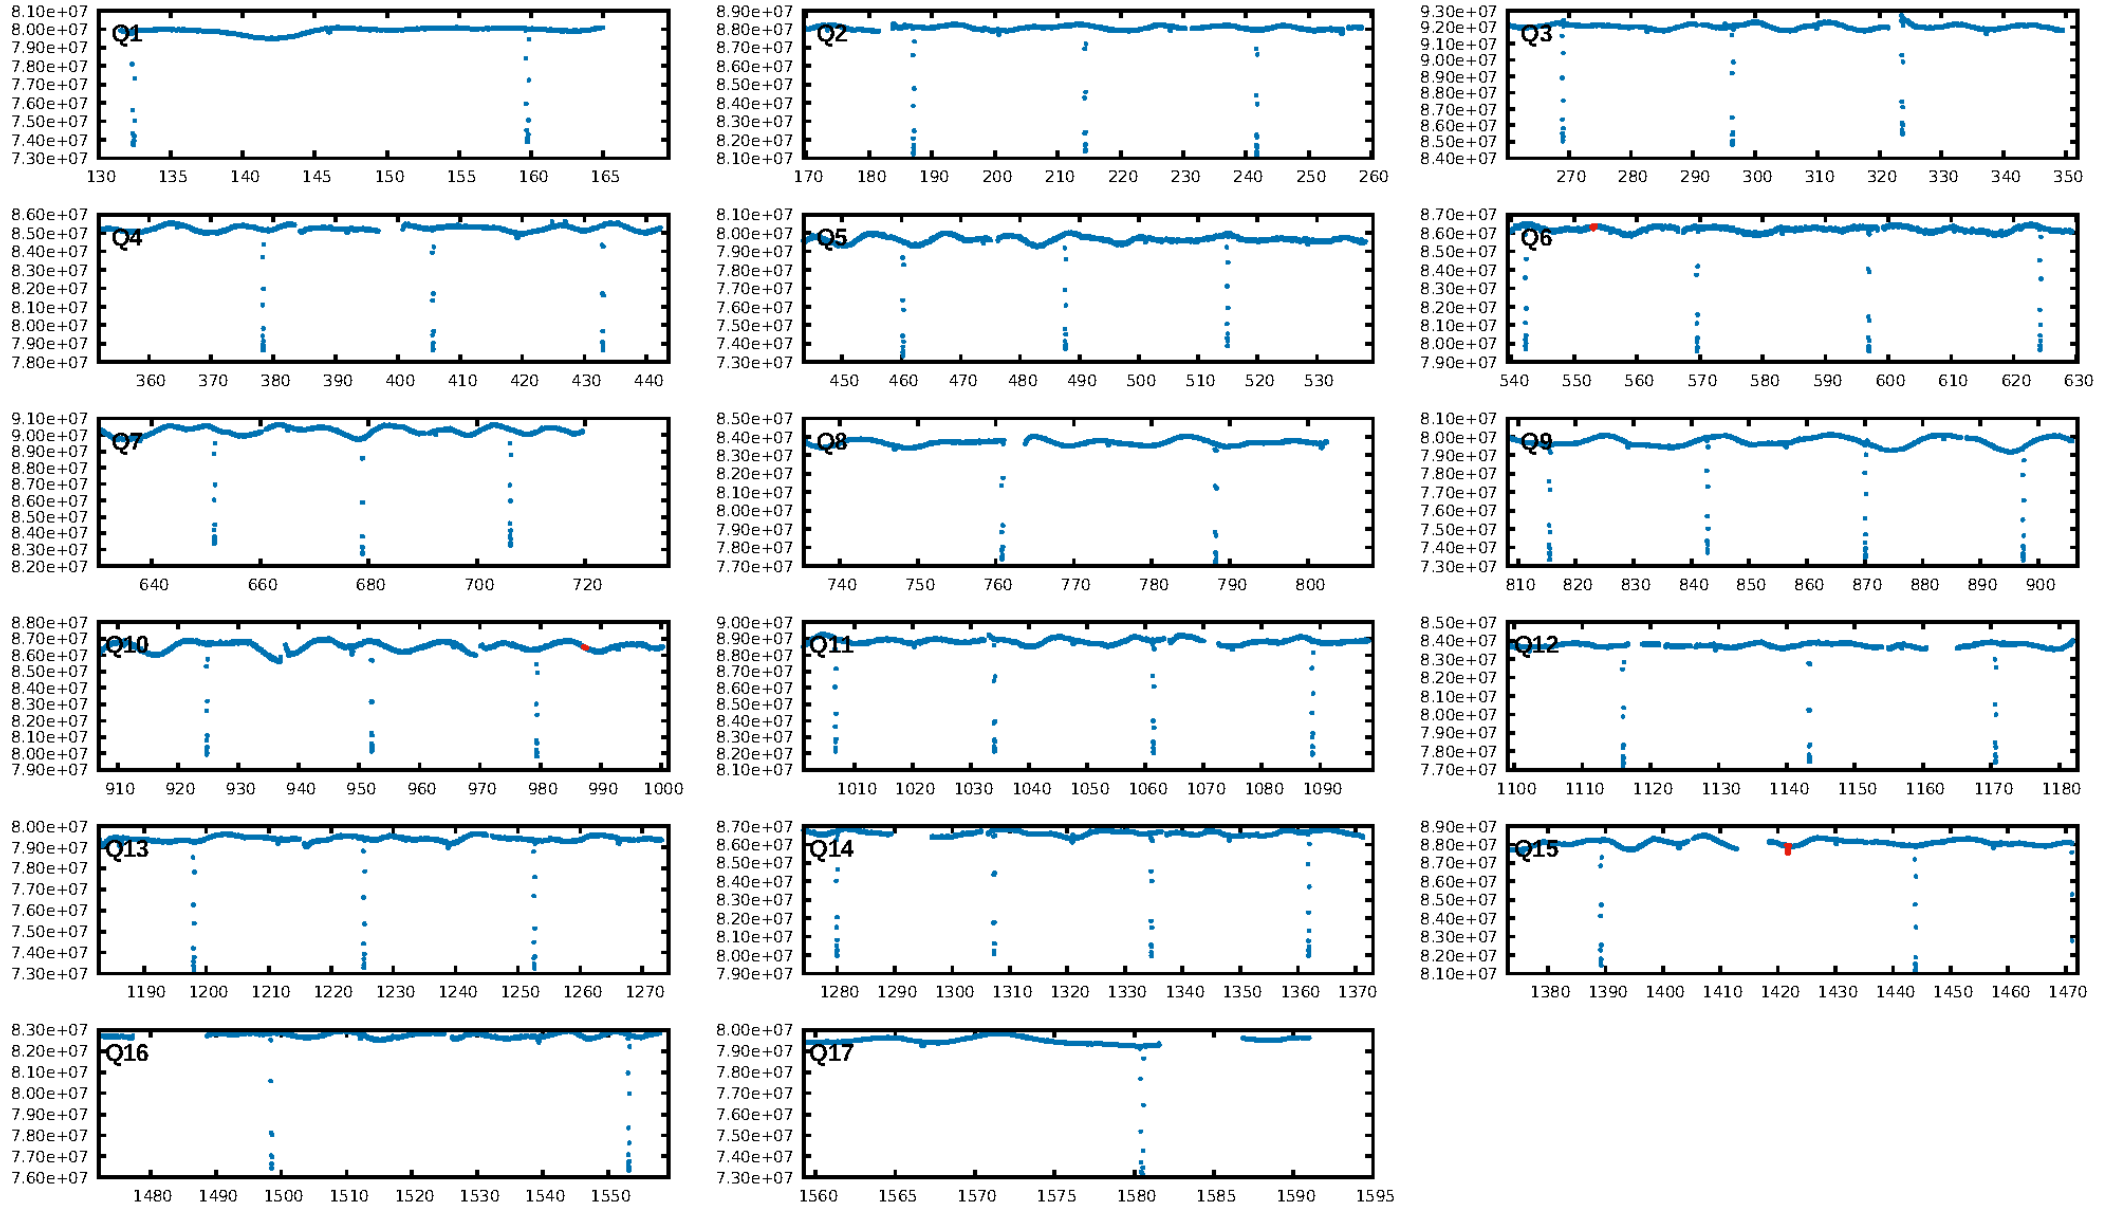 8.10e+07
8.00e+07
7.90e+07
7.80e+07
7.70e+07
7.60e+07
7.50e+07
7.40e+07
7.30e+07
Q1
130 135 140 145 150 155 160 165
8.90e+07
8.80e+07
8.70e+07
8.60e+07
8.50e+07
8.40e+07
8.30e+07
8.20e+07
8.10e+07
Q2
170 180 190 200 210 220 230 240 250 260
9.30e+07
9.20e+07
9.10e+07
9.00e+07
8.90e+07
8.80e+07
8.70e+07
8.60e+07
8.50e+07
8.40e+07
Q3
270 280 290 300 310 320 330 340 350
8.60e+07
8.50e+07
8.40e+07
8.30e+07
8.20e+07
8.10e+07
8.00e+07
7.90e+07
7.80e+07
Q4
360 370 380 390 400 410 420 430 440
8.10e+07
8.00e+07
7.90e+07
7.80e+07
7.70e+07
7.60e+07
7.50e+07
7.40e+07
7.30e+07
Q5
450 460 470 480 490 500 510 520 530
8.70e+07
8.60e+07
8.50e+07
8.40e+07
8.30e+07
8.20e+07
8.10e+07
8.00e+07
7.90e+07
Q6
540 550 560 570 580 590 600 610 620 630
9.10e+07
9.00e+07
8.90e+07
8.80e+07
8.70e+07
8.60e+07
8.50e+07
8.40e+07
8.30e+07
8.20e+07
Q7
640 660 680 700 720
8.50e+07
8.40e+07
8.30e+07
8.20e+07
8.10e+07
8.00e+07
7.90e+07
7.80e+07
7.70e+07
Q8
740 750 760 770 780 790 800
8.10e+07
8.00e+07
7.90e+07
7.80e+07
7.70e+07
7.60e+07
7.50e+07
7.40e+07
7.30e+07
Q9
810 820 830 840 850 860 870 880 890 900
8.80e+07
8.70e+07
8.60e+07
8.50e+07
8.40e+07
8.30e+07
8.20e+07
8.10e+07
8.00e+07
7.90e+07
Q10
910 920 930 940 950 960 970 980 990 1000
9.00e+07
8.90e+07
8.80e+07
8.70e+07
8.60e+07
8.50e+07
8.40e+07
8.30e+07
8.20e+07
8.10e+07
Q11
1010 1020 1030 1040 1050 1060 1070 1080 1090
8.50e+07
8.40e+07
8.30e+07
8.20e+07
8.10e+07
8.00e+07
7.90e+07
7.80e+07
7.70e+07
Q12
1100 1110 1120 1130 1140 1150 1160 1170 1180
8.00e+07
7.90e+07
7.80e+07
7.70e+07
7.60e+07
7.50e+07
7.40e+07
7.30e+07
Q13
1190 1200 1210 1220 1230 1240 1250 1260 1270
8.70e+07
8.60e+07
8.50e+07
8.40e+07
8.30e+07
8.20e+07
8.10e+07
8.00e+07
7.90e+07
Q14
1280 1290 1300 1310 1320 1330 1340 1350 1360 1370
8.90e+07
8.80e+07
8.70e+07
8.60e+07
8.50e+07
8.40e+07
8.30e+07
8.20e+07
8.10e+07
Q15
1380 1390 1400 1410 1420 1430 1440 1450 1460 1470
8.30e+07
8.20e+07
8.10e+07
8.00e+07
7.90e+07
7.80e+07
7.70e+07
7.60e+07
Q16
1480 1490 1500 1510 1520 1530 1540 1550
8.00e+07
7.90e+07
7.80e+07
7.70e+07
7.60e+07
7.50e+07
7.40e+07
7.30e+07
Q17
1560 1565 1570 1575 1580 1585 1590 1595